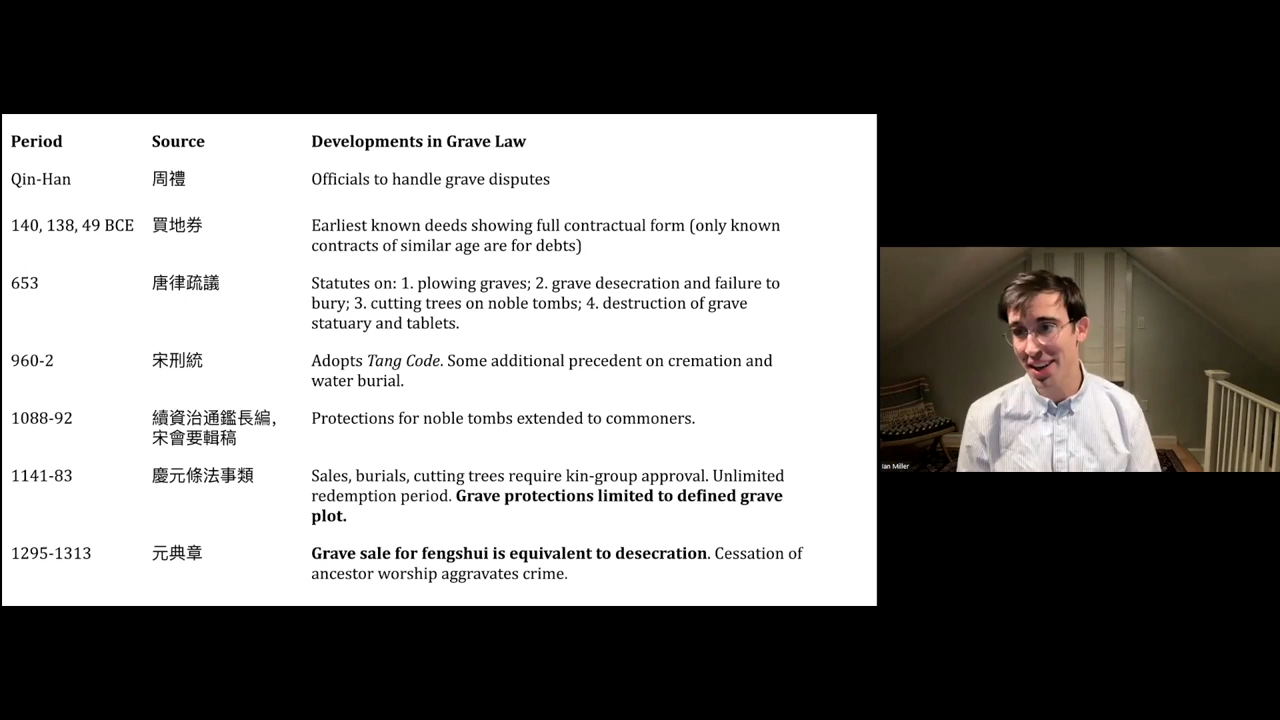 Period Source Developments in Grave Law
Qin-Han 周禮 Officials to handle grave disputes
140, 138, 49 BCE 買地券 Earliest known deeds showing full contractual form (only known
contracts of similar age are for debts)
653 唐律疏議 Statutes on: 1. plowing graves; 2. grave desecration and failure to
bury; 3. cutting trees on noble tombs; 4. destruction of grave
statuary and tablets.
960-2 宋刑統 Adopts Tang Code. Some additional precedent on cremation and
water burial.
1088-92 續資治通鑑長編, Protections for noble tombs extended to commoners.
宋會要輯稿
1141-83 慶元條法事類 Sales, burials, cutting trees require kin-group approval. Unlimited
redemption period. Grave protections limited to defined grave
plot.
1295-1313 元典章 Grave sale for fengshui is equivalent to desecration. Cessation of
ancestor worship aggravates crime.
Ian Miller